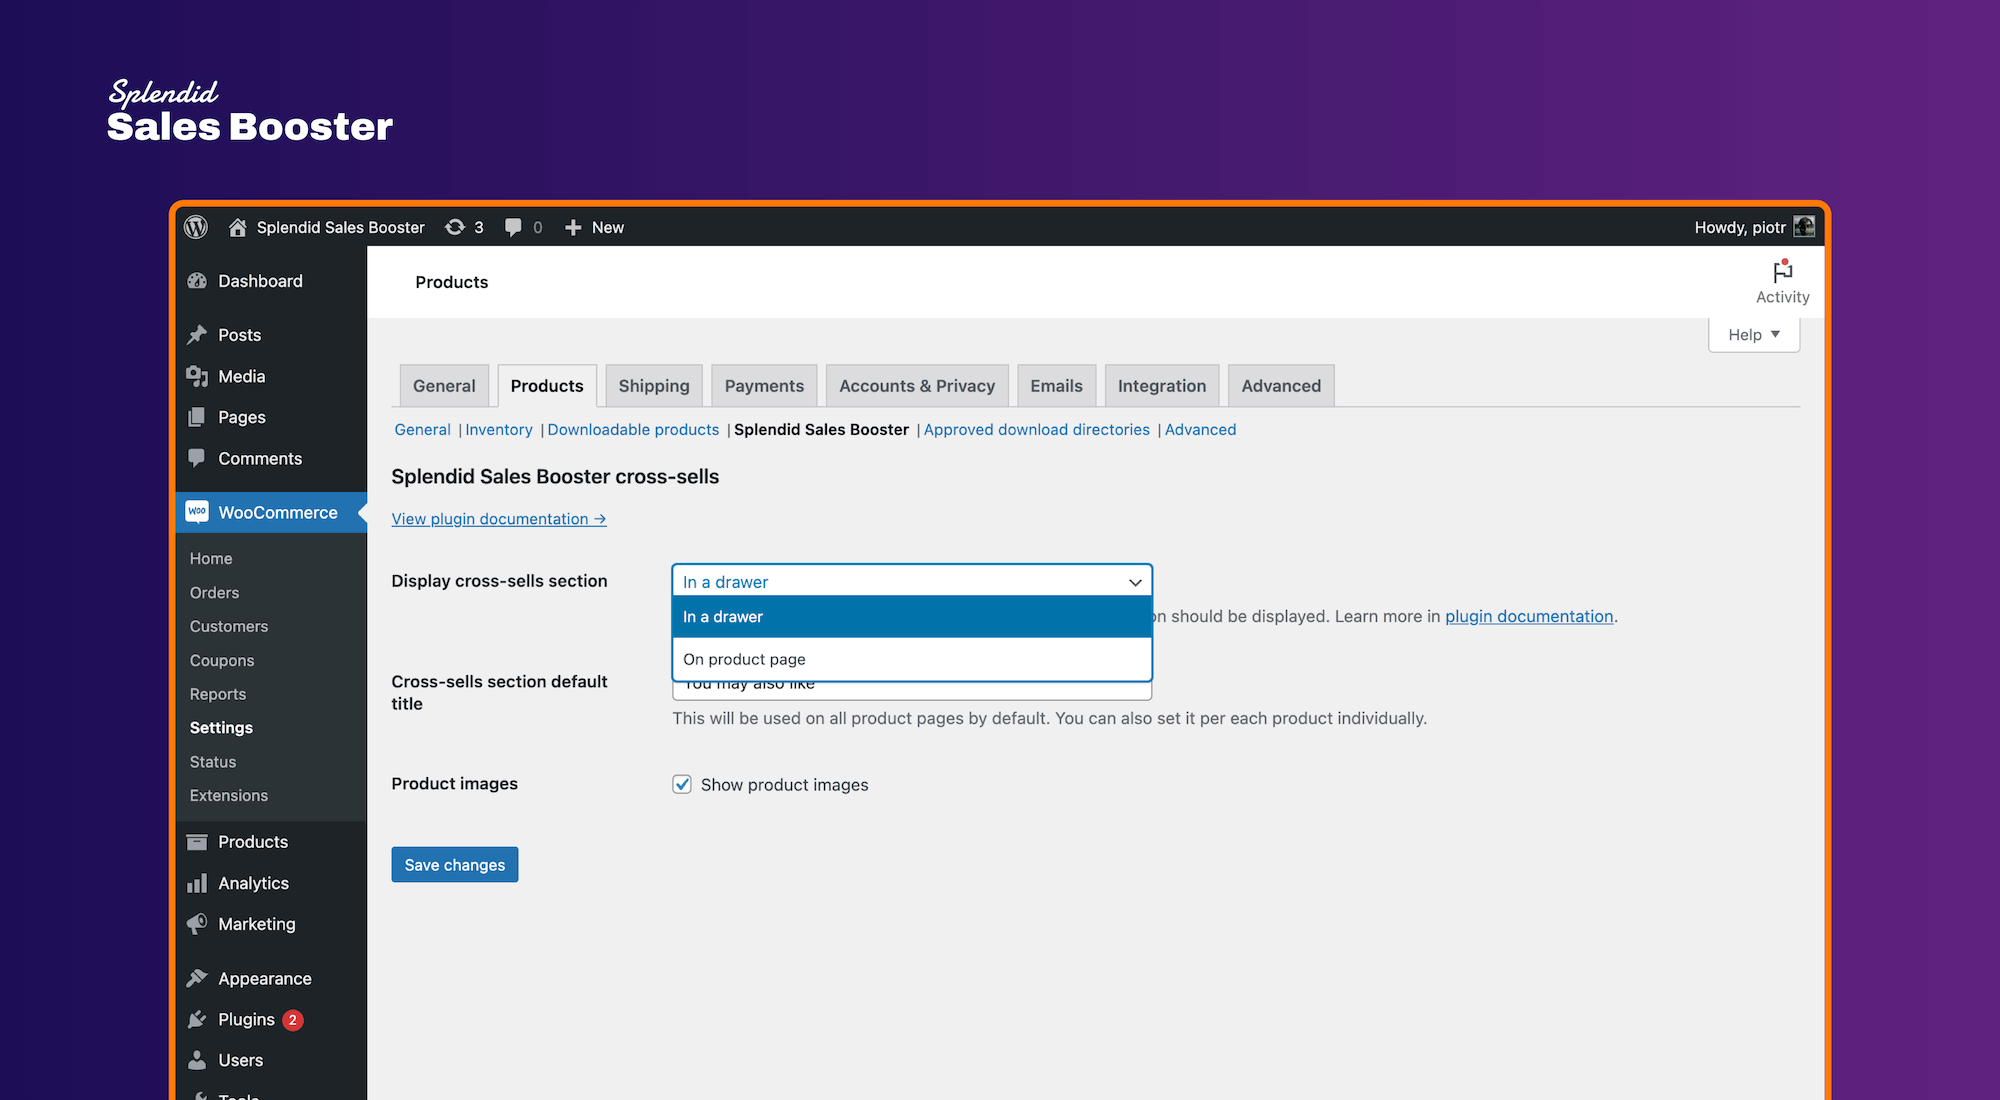 Splendid
Sales Booster
Splendid Sales Booster 3 0 New
Howdy, piotr
Dashboard
Posts
Media
Pages
Comments
WooCommerce
Home
Orders
Customers
Coupons
Reports
Settings
Status
Extensions
Products
Analytics
Marketing
Appearance
Plugins 2
Users
Products
Activity
Help
General Products Shipping Payments Accounts & Privacy Emails Integration Advanced
General | Inventory | Downloadable products | Splendid Sales Booster | Approved download directories | Advanced
Splendid Sales Booster cross-sells
View plugin documentation →
Display cross-sells section
In a drawer
In a drawer
should be displayed. Learn more in plugin documentation.
On product page
Cross-sells section default
title
You may also like
This will be used on all product pages by default. You can also set it per each product individually.
Product images
Show product images
Save changes